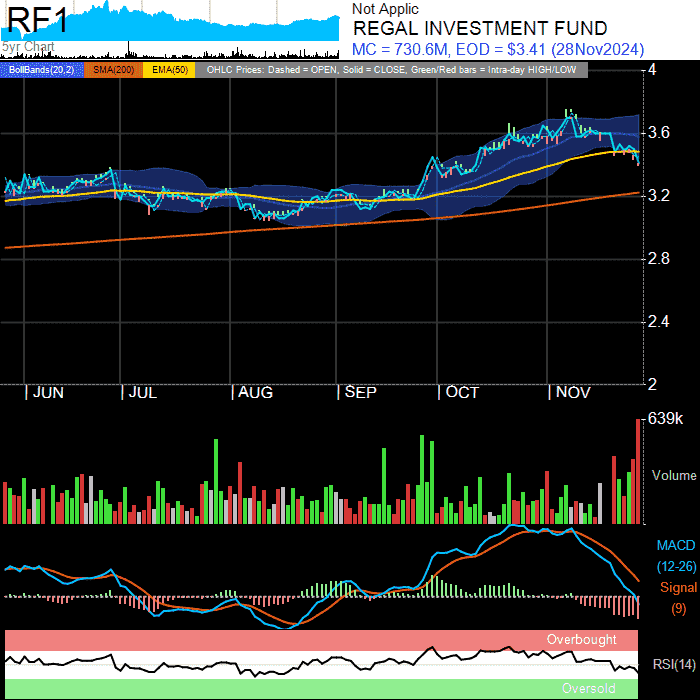 RF1
5yr Chart
Not Applic
REGAL INVESTMENT FUND
MC = 730.6M, EOD = $3.41 (28Nov2024)
BollBands(20,2) SMA(200) EMA(50) OHLC Prices: Dashed = OPEN, Solid = CLOSE, Green/Red bars = Intra-day HIGH/LOW
4
3.6
3.2
2.8
2.4
2
JUN JUL AUG SEP OCT NOV
639k
Volume
MACD
(12-26)
Signal
(9)
Overbought
RSI(14)
Oversold